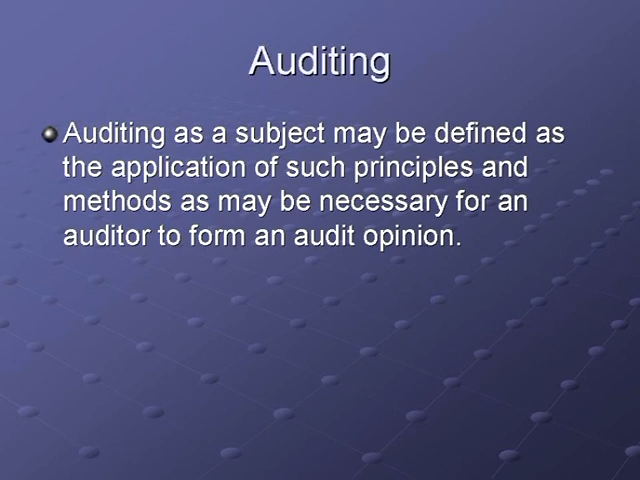 Auditing
Auditing as a subject may be defined as
the application of such principles and
methods as may be necessary for an
auditor to form an audit opinion.